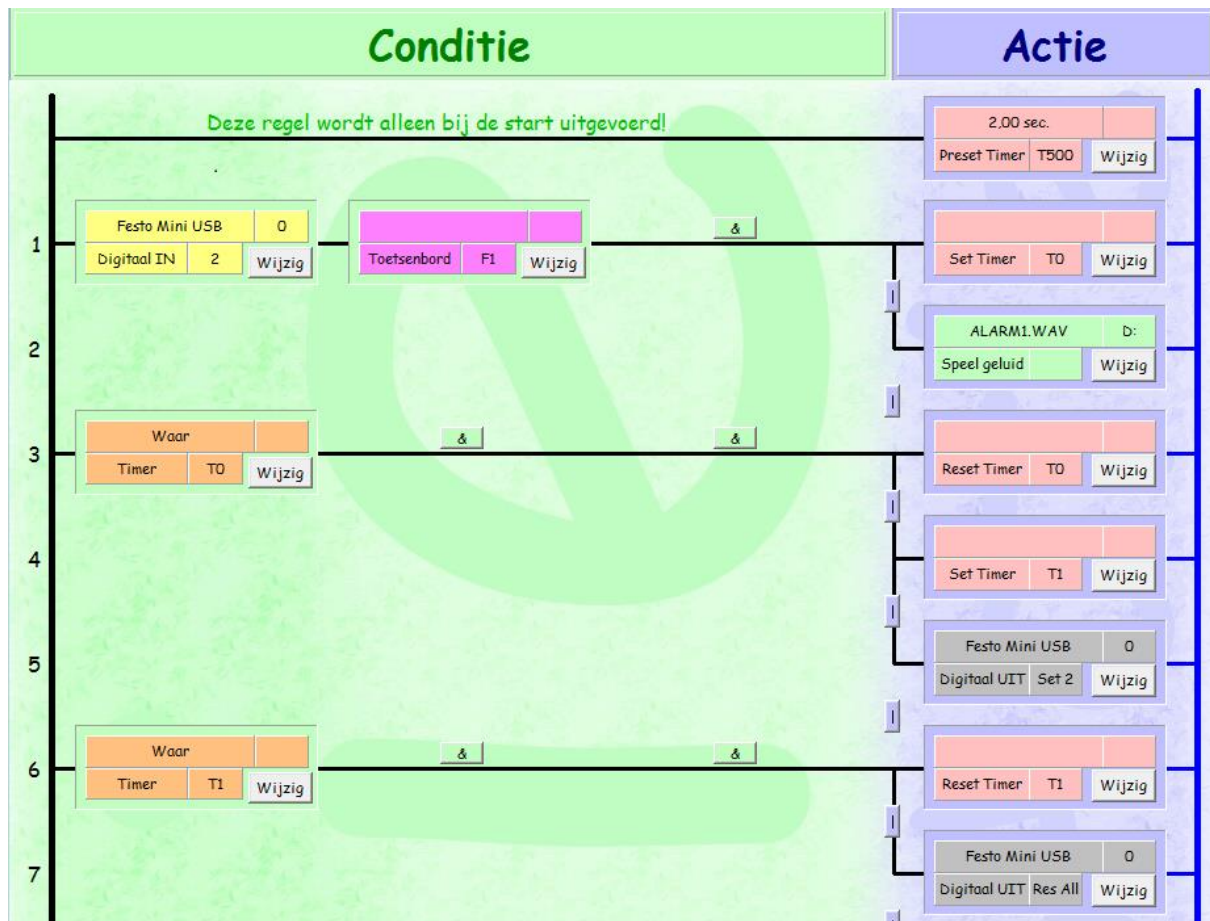 Conditie
Actie
Deze regel wordt alleen bij de start uitgevoerd!
2,00 sec.
Preset Timer T500 Wijzig
1
Festo Mini USB 0
Digitaal IN 2 Wijzig
Toetsenbord F1 Wijzig
&
Set Timer T0 Wijzig
|
2
ALARM1.WAV D:
Speel geluid Wijzig
|
3
Waar
Timer T0 Wijzig
&
&
Reset Timer T0 Wijzig
|
4
Set Timer T1 Wijzig
|
5
Festo Mini USB 0
Digitaal UIT Set 2 Wijzig
|
6
Waar
Timer T1 Wijzig
&
&
Reset Timer T1 Wijzig
|
7
Festo Mini USB 0
Digitaal UIT Res All Wijzig